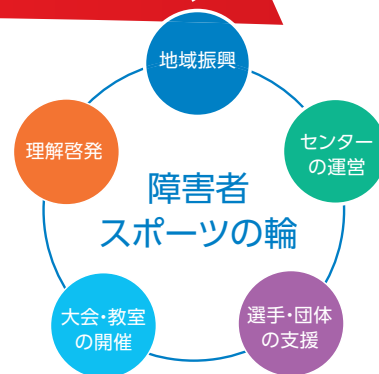 地域振興
センター
の運営
理解啓発
障害者
スポーツの輪
大会・教室
の開催
選手・団体
の支援